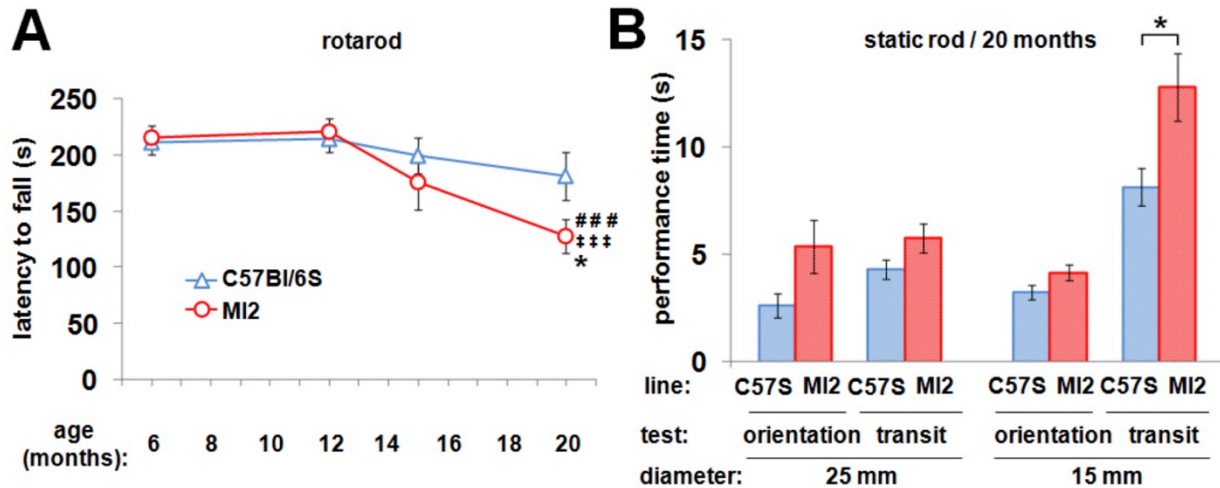 A
rotarod
latency to fall (s)
250
200
150
100
50
0
C57Bl/6S
MI2
###
‡‡‡
*
age
(months):
6 8 10 12 14 16 18 20
B
static rod / 20 months
*
performance time (s)
15
10
5
0
line: C57S MI2 C57S MI2 C57S MI2 C57S MI2
test: orientation transit orientation transit
diameter: 25 mm 15 mm